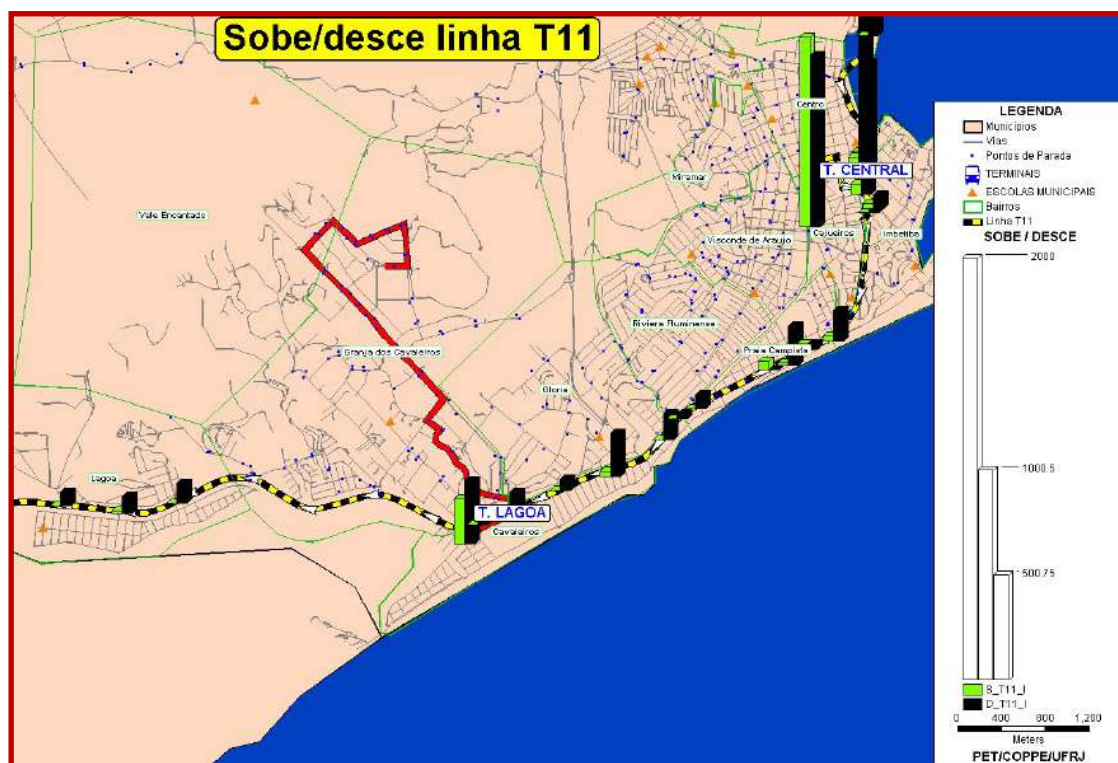 Sobe/desce linha T11
LEGENDA
Municípios
Vias
Pontos de Parada
TERMINAIS
ESCOLAS MUNICIPAIS
Bairros
Linha T11
SOBE / DESCE
2000
1000.5
500.75
S_T11_I
D_T11_I
0 400 800 1,200
Meters
PET/COPPE/UFRJ
Centro
T. CENTRAL
Miramar
Vale Encantado
Cajueiros
Imbetiba
Visconde de Araujo
Riviera Fluminense
Praia Campista
Granja dos Cavaleiros
Gloria
Lagoa
T. LAGOA
Cavaleiros